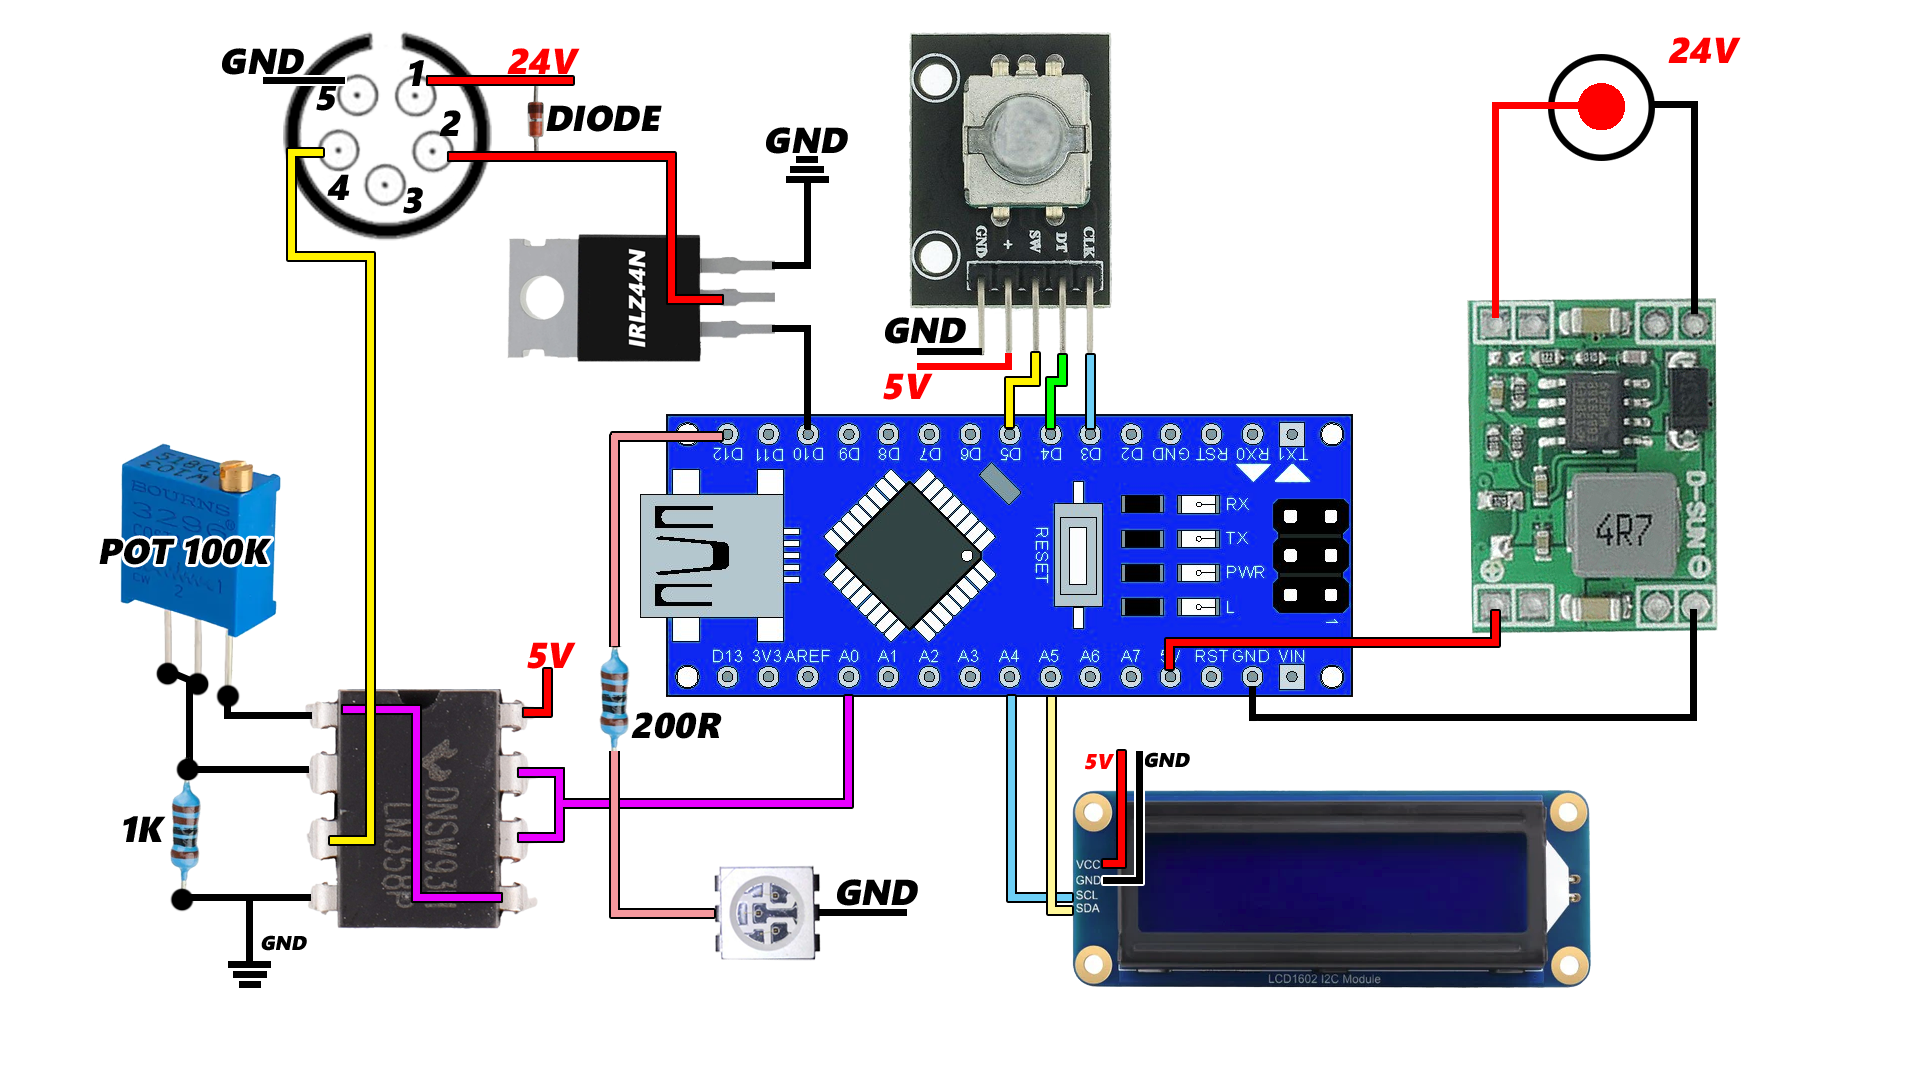 GND
1
24V
5
2
DIODE
4
3
GND
IRLZ44N
GND
+
SW
DT
CLK
GND
5V
24V
D12
D11
D10
D9
D8
D7
D6
D5
D4
D3
D2
GND
RST
RX0
TX1
RESET
RX
TX
PWR
L
1
D13
3V3
AREF
A0
A1
A2
A3
A4
A5
A6
A7
5V
RST
GND
VIN
4R7
D-SUN
BOURNS
3296
POT 100K
CW
2
5V
200R
1K
LM358P
GND
GND
5V
GND
VCC
GND
SCL
SDA
LCD1602 I2C Module